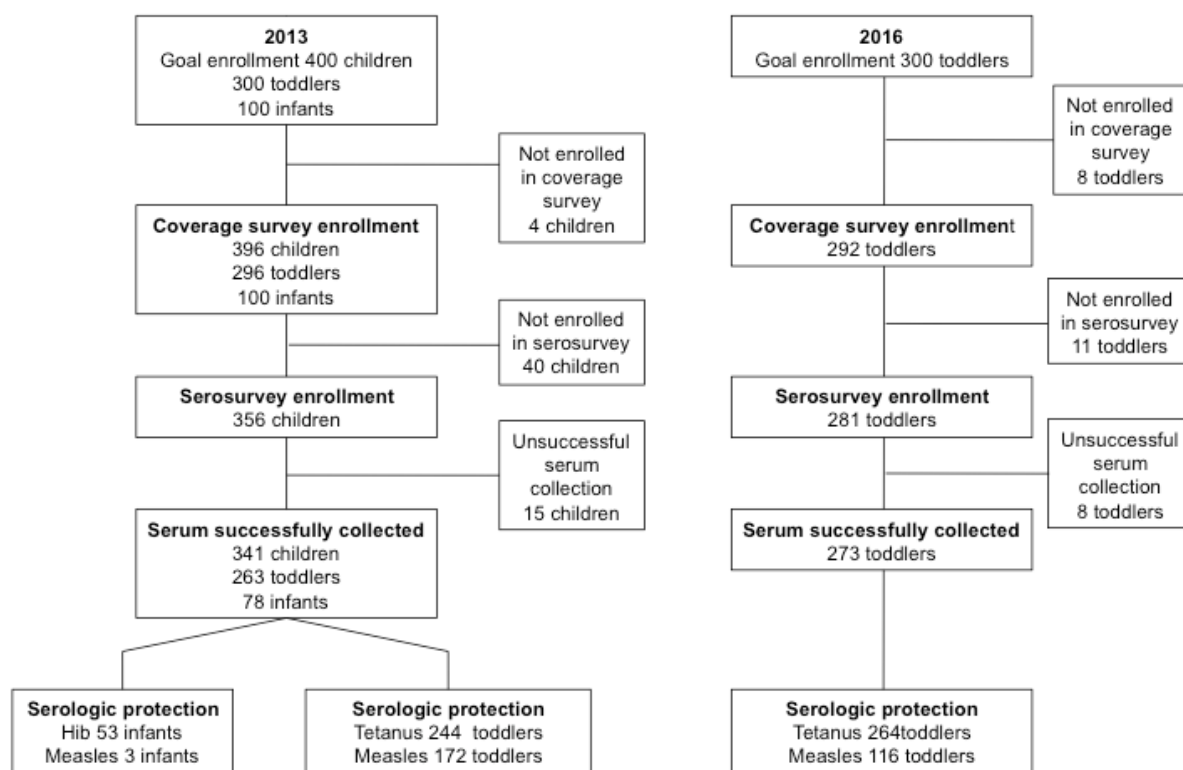 2013
Goal enrollment 400 children
300 toddlers
100 infants
Not enrolled
in coverage
survey
4 children
Coverage survey enrollment
396 children
296 toddlers
100 infants
Not enrolled
in serosurvey
40 children
Serosurvey enrollment
356 children
Unsuccessful
serum
collection
15 children
Serum successfully collected
341 children
263 toddlers
78 infants
Serologic protection
Hib 53 infants
Measles 3 infants
Serologic protection
Tetanus 244 toddlers
Measles 172 toddlers
2016
Goal enrollment 300 toddlers
Not enrolled
in coverage
survey
8 toddlers
Coverage survey enrollment
292 toddlers
Not enrolled
in serosurvey
11 toddlers
Serosurvey enrollment
281 toddlers
Unsuccessful
serum
collection
8 toddlers
Serum successfully collected
273 toddlers
Serologic protection
Tetanus 264toddlers
Measles 116 toddlers